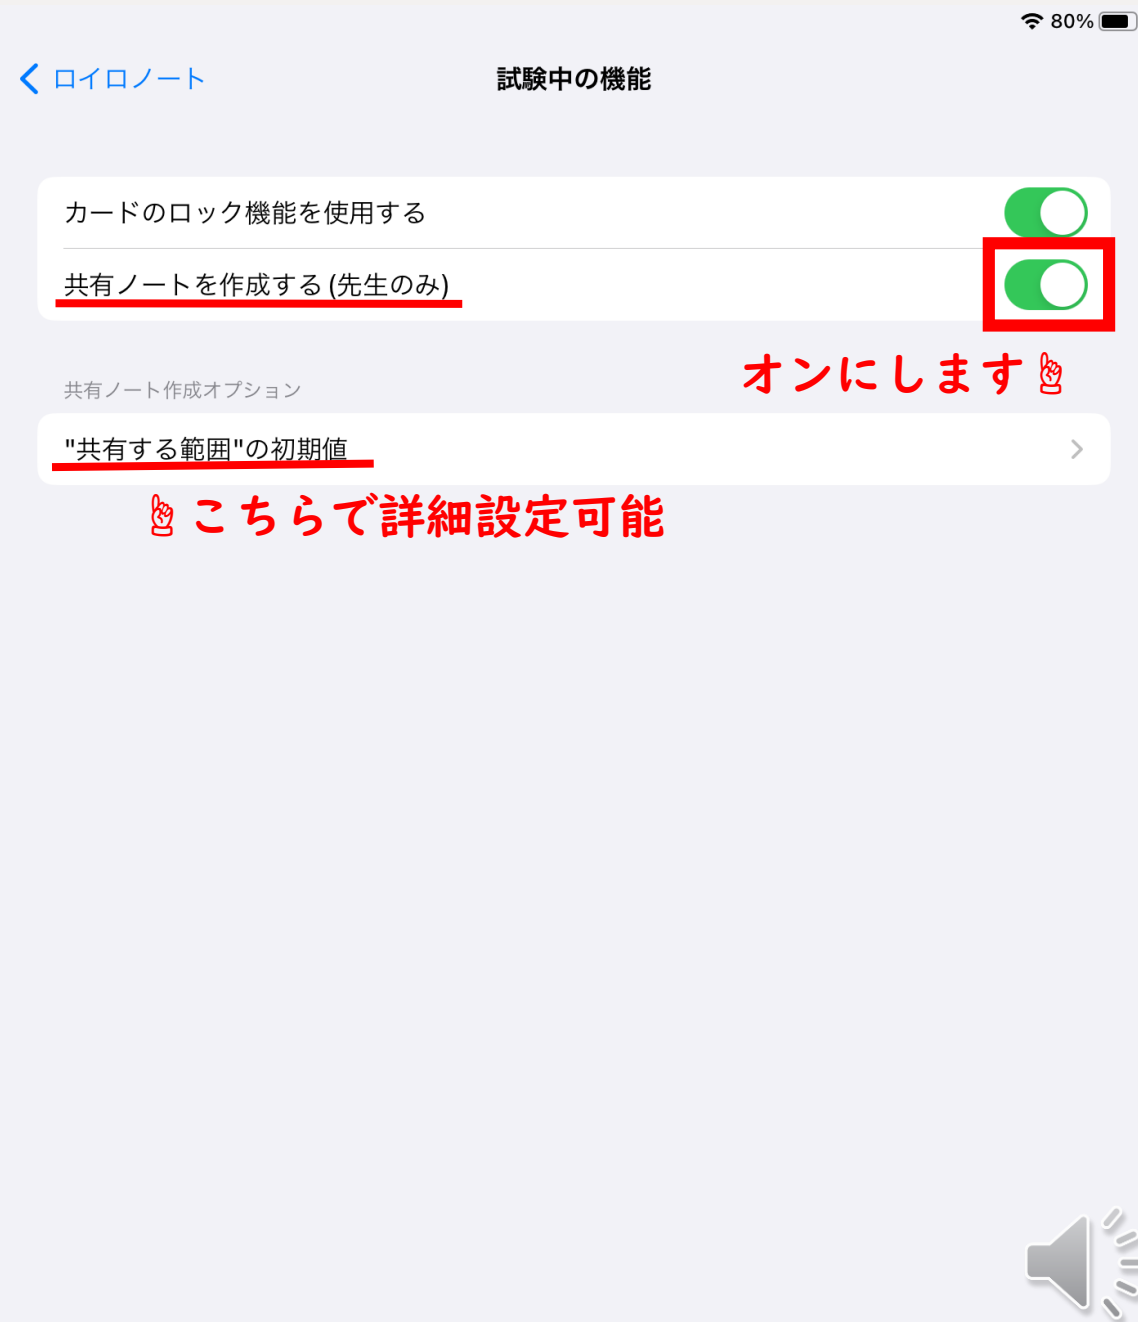 80%
ロイロノート
試験中の機能
カードのロック機能を使用する
共有ノートを作成する (先生のみ)
オンにします☝
共有ノート作成オプション
"共有する範囲"の初期値
☝こちらで詳細設定可能